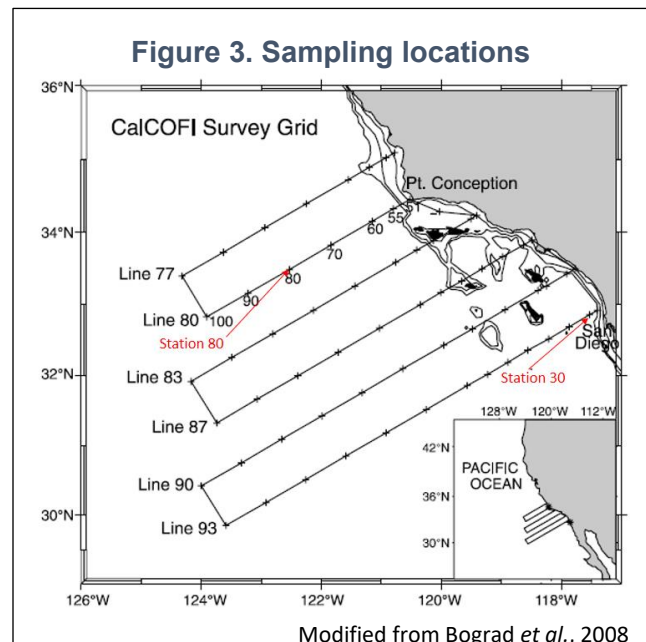 Figure 3. Sampling locations
36°N
CalCOFI Survey Grid
Pt. Conception
51
55
60
34°N
70
Line 77
80
90
Line 80
100
Station 80
San
Diego
Line 83
32°N
Station 30
Line 87
128°W 120°W 112°W
42°N
PACIFIC
OCEAN
Line 90
36°N
30°N
Line 93
30°N
126°W 124°W 122°W 120°W 118°W
Modified from Bograd et al., 2008